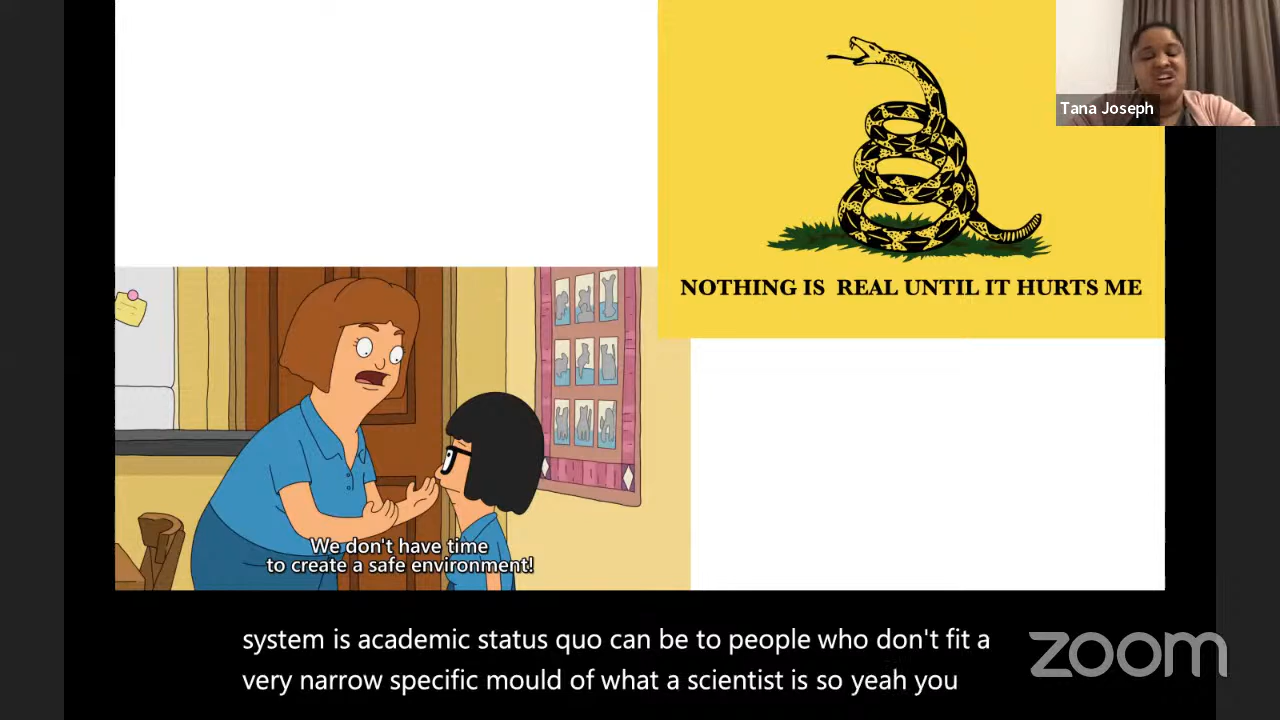 Tana Joseph
NOTHING IS REAL UNTIL IT HURTS ME
We don't have time
to create a safe environment!
system is academic status quo can be to people who don't fit a
very narrow specific mould of what a scientist is so yeah you
zoom